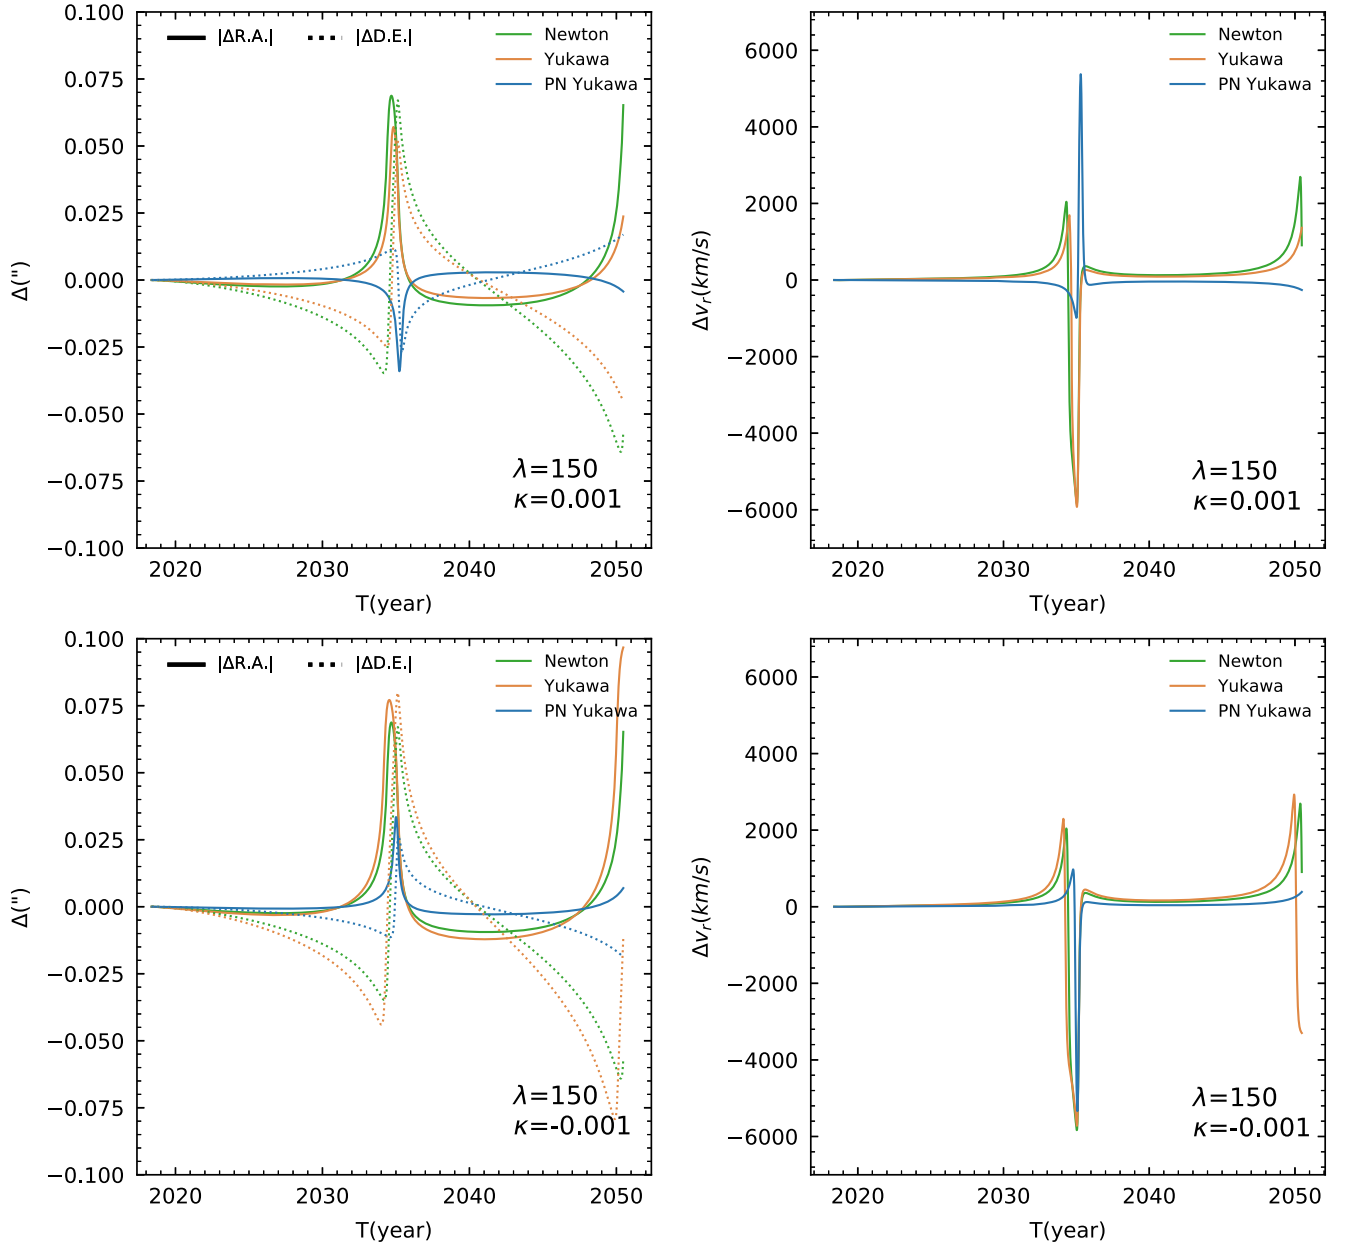 0.100
0.075
0.050
0.025
0.000
−0.025
−0.050
−0.075
−0.100
Δ(")
|ΔR.A.| |ΔD.E.|
Newton
Yukawa
PN Yukawa
λ=150
κ=0.001
2020 2030 2040 2050
T(year)
6000
4000
2000
0
−2000
−4000
−6000
Δvr(km/s)
Newton
Yukawa
PN Yukawa
λ=150
κ=0.001
2020 2030 2040 2050
T(year)
0.100
0.075
0.050
0.025
0.000
−0.025
−0.050
−0.075
−0.100
Δ(")
|ΔR.A.| |ΔD.E.|
Newton
Yukawa
PN Yukawa
λ=150
κ=-0.001
2020 2030 2040 2050
T(year)
6000
4000
2000
0
−2000
−4000
−6000
Δvr(km/s)
Newton
Yukawa
PN Yukawa
λ=150
κ=-0.001
2020 2030 2040 2050
T(year)